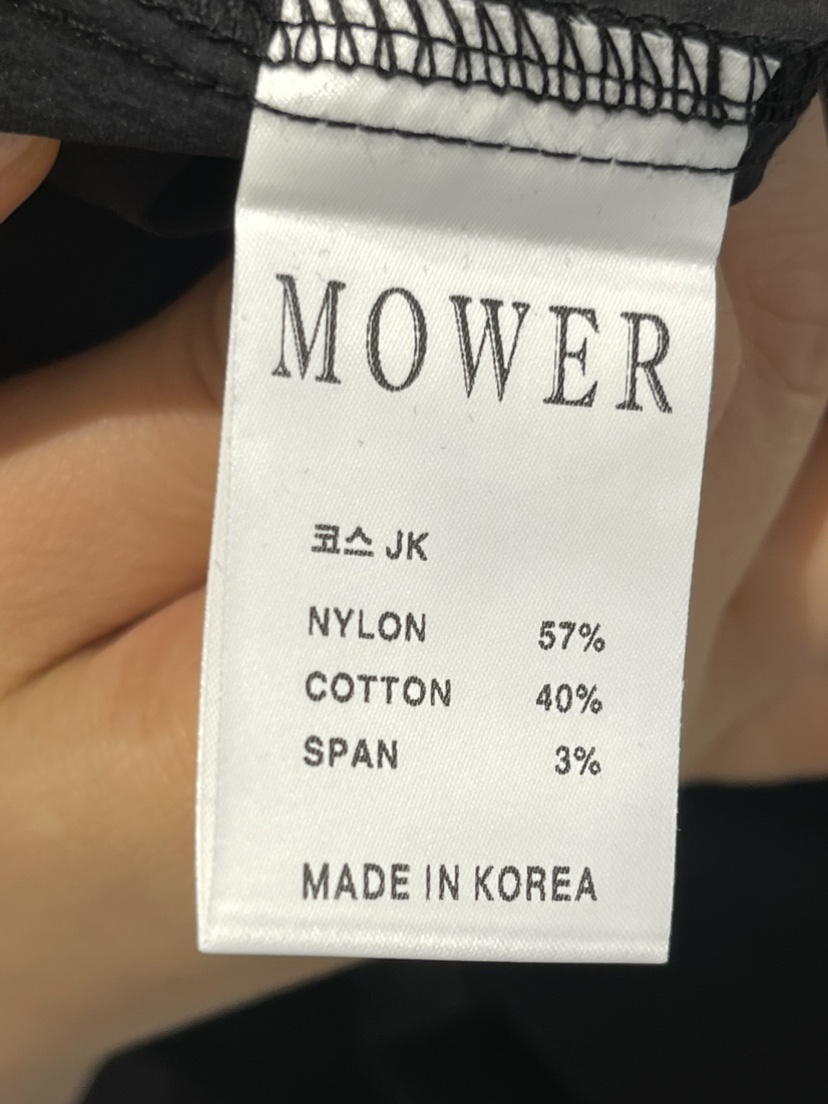 MOWER
코스 JK
NYLON 57%
COTTON 40%
SPAN 3%
MADE IN KOREA